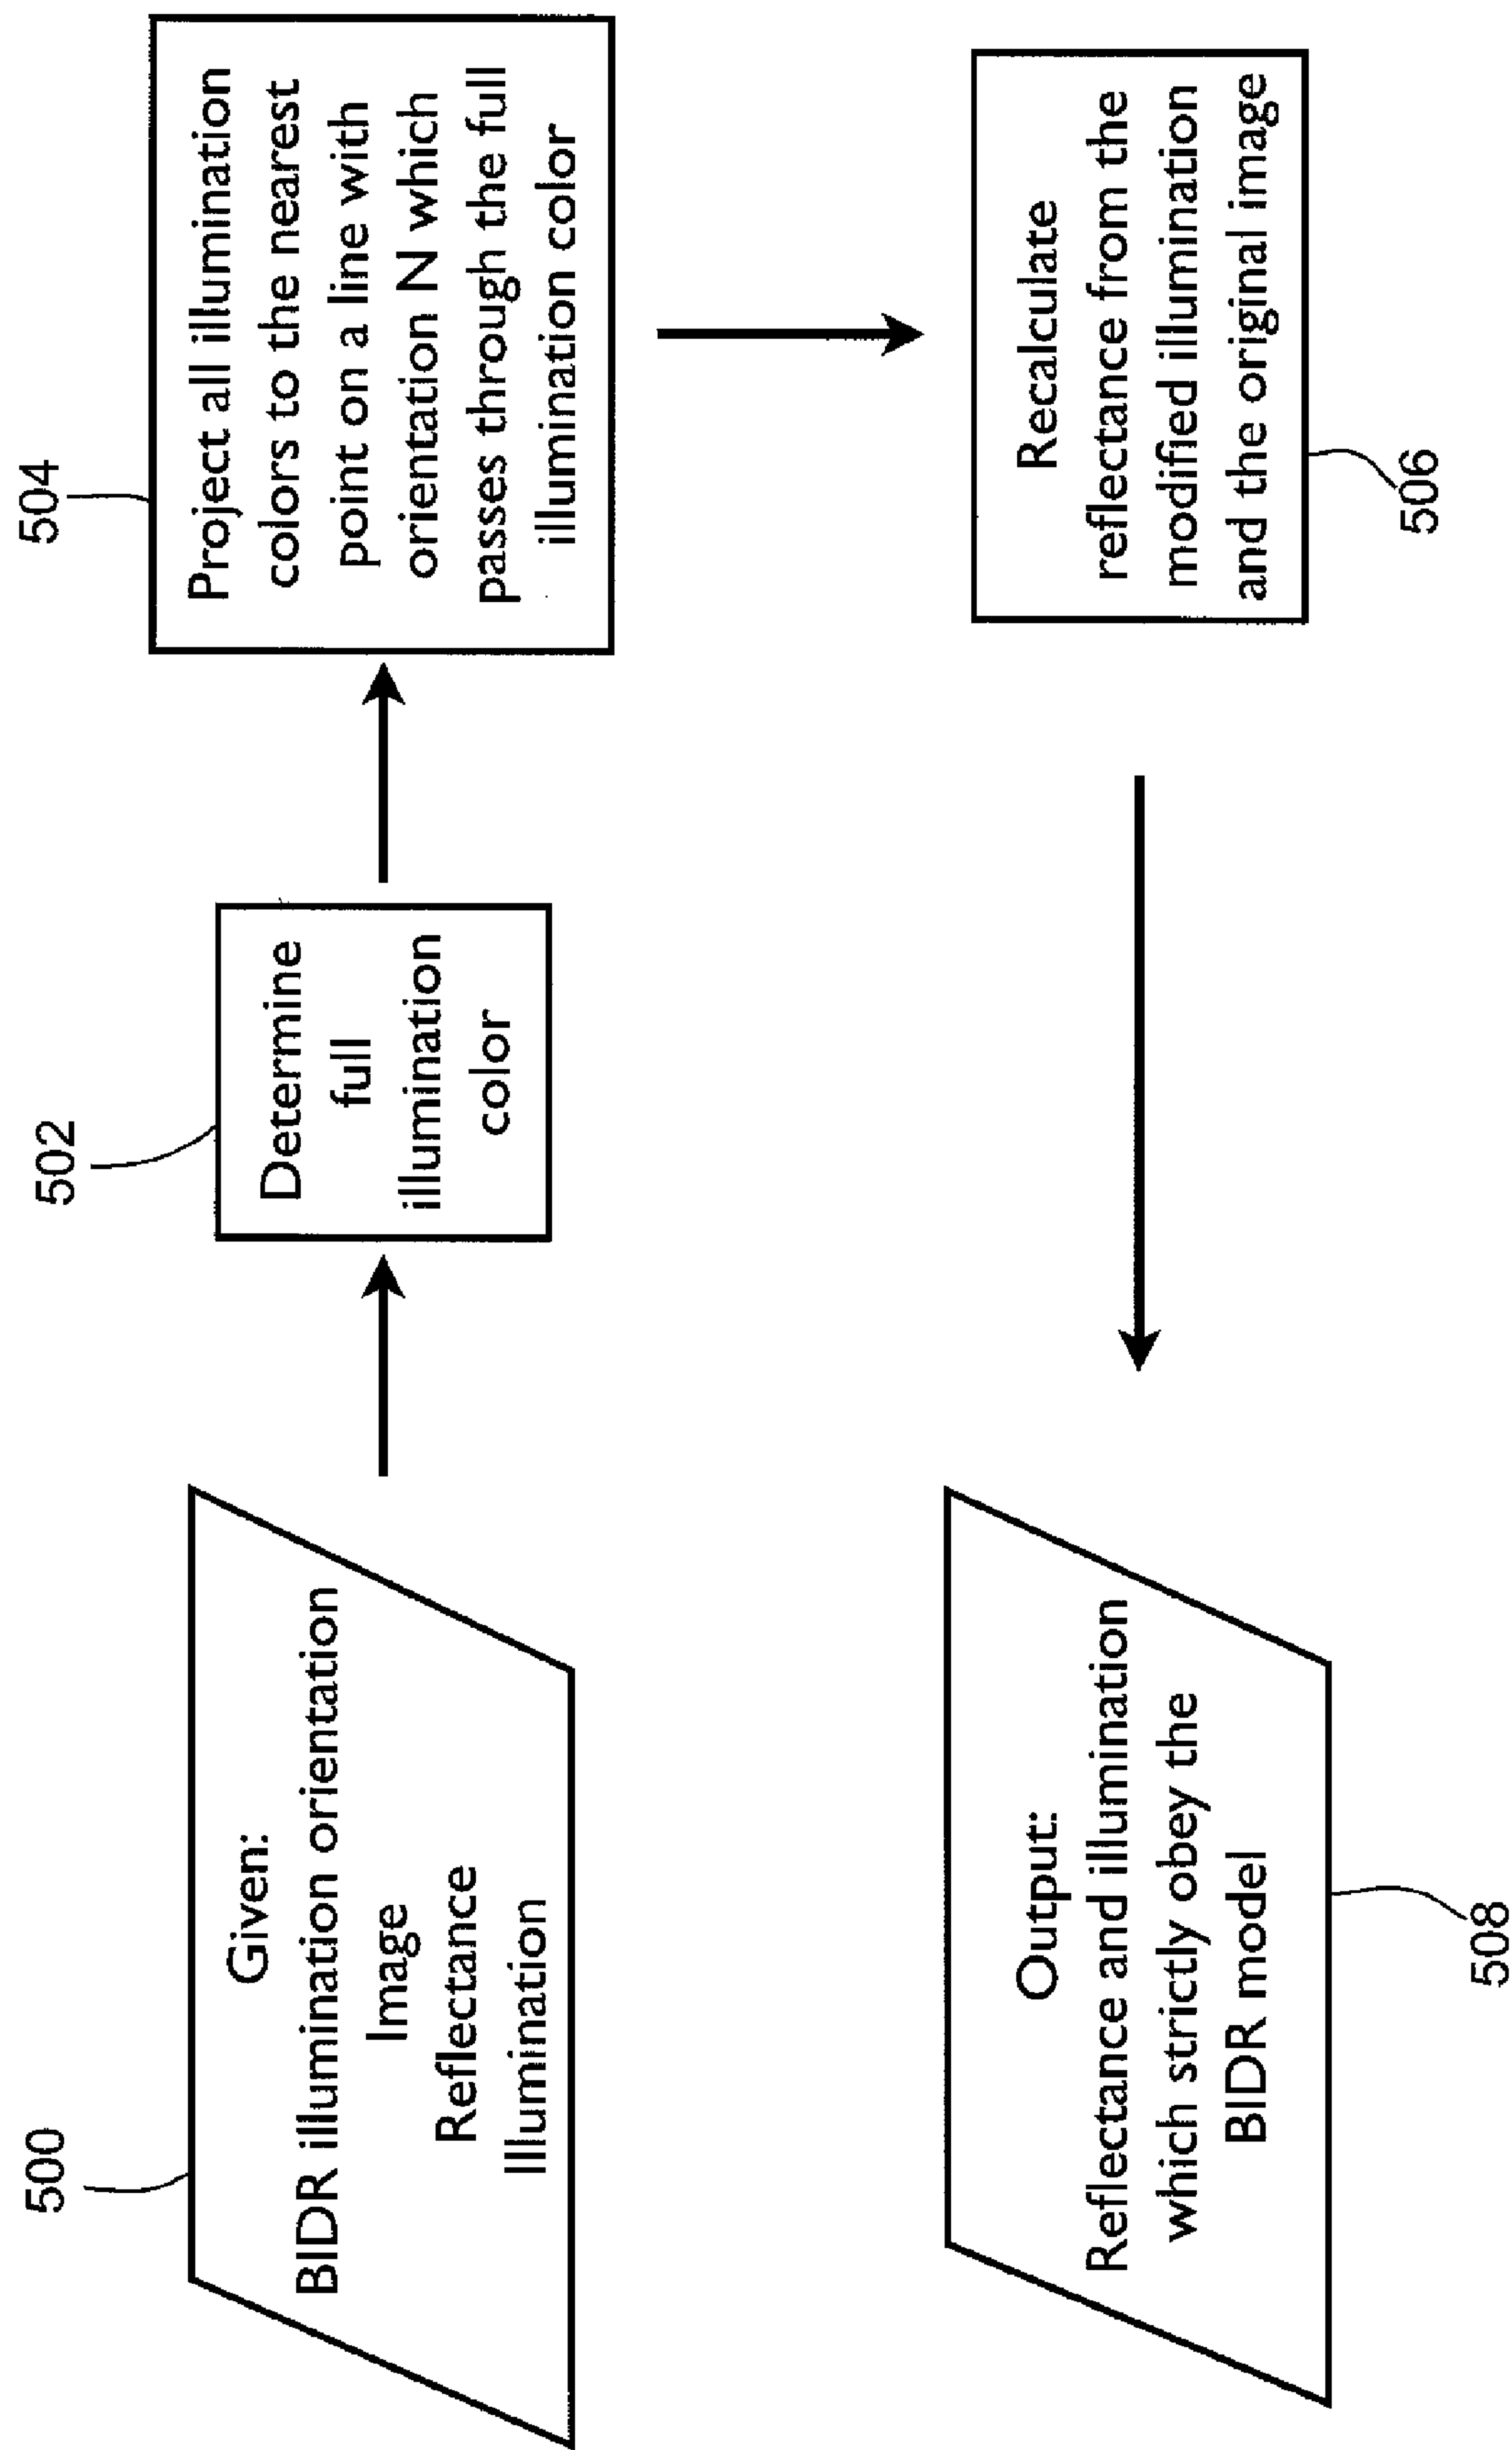 500
Given:
BIDR illumination orientation
Image
Reflectance
Illumination
502
Determine
full
illumination
color
504
Project all illumination
colors to the nearest
point on a line with
orientation N which
passes through the full
illumination color
Recalculate
reflectance from the
modified illumination
and the original image
506
Output:
Reflectance and illumination
which strictly obey the
BIDR model
508